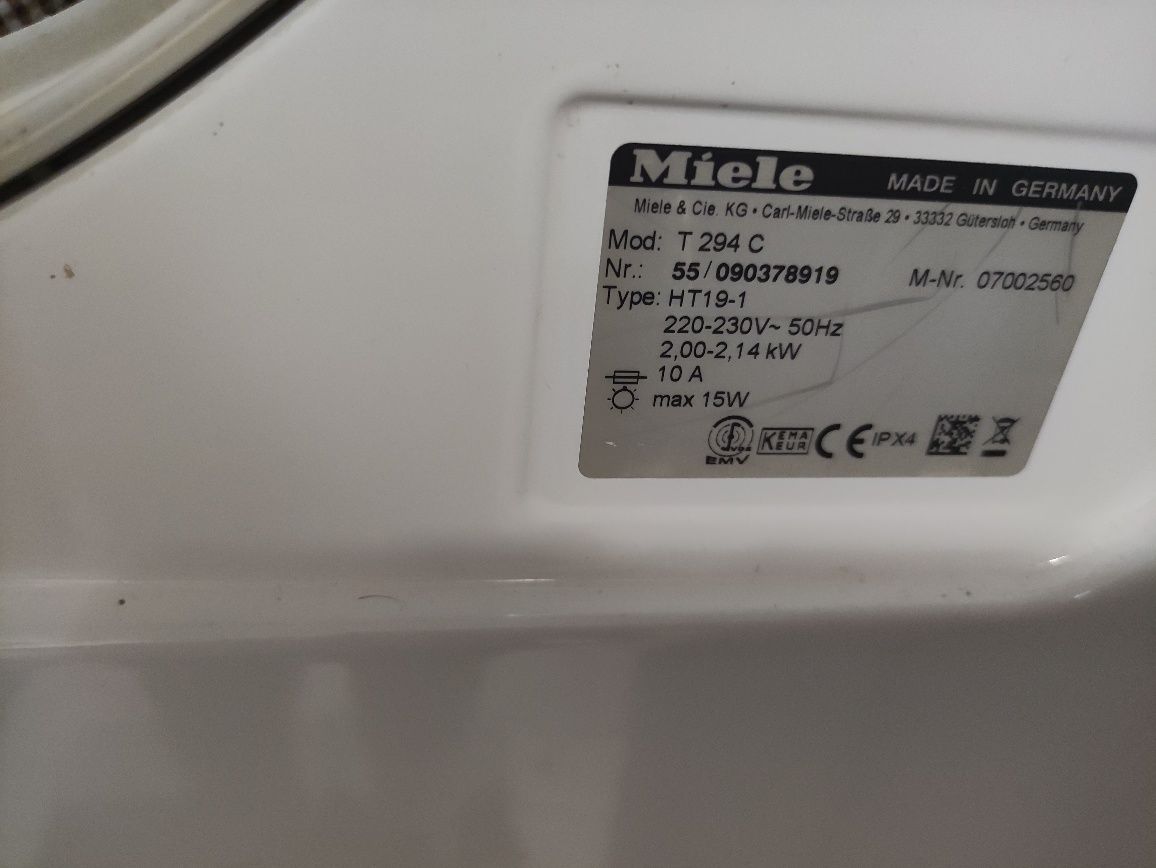 Miele MADE IN GERMANY
Miele & Cie. KG • Carl-Miele-Straße 29 • 33332 Gütersloh • Germany
Mod: T 294 C
Nr.: 55/090378919 M-Nr. 07002560
Type: HT19-1
220-230V~ 50Hz
2,00-2,14 kW
10 A
max 15W
VDE
EMV
KEMA
EUR
CE IPX4